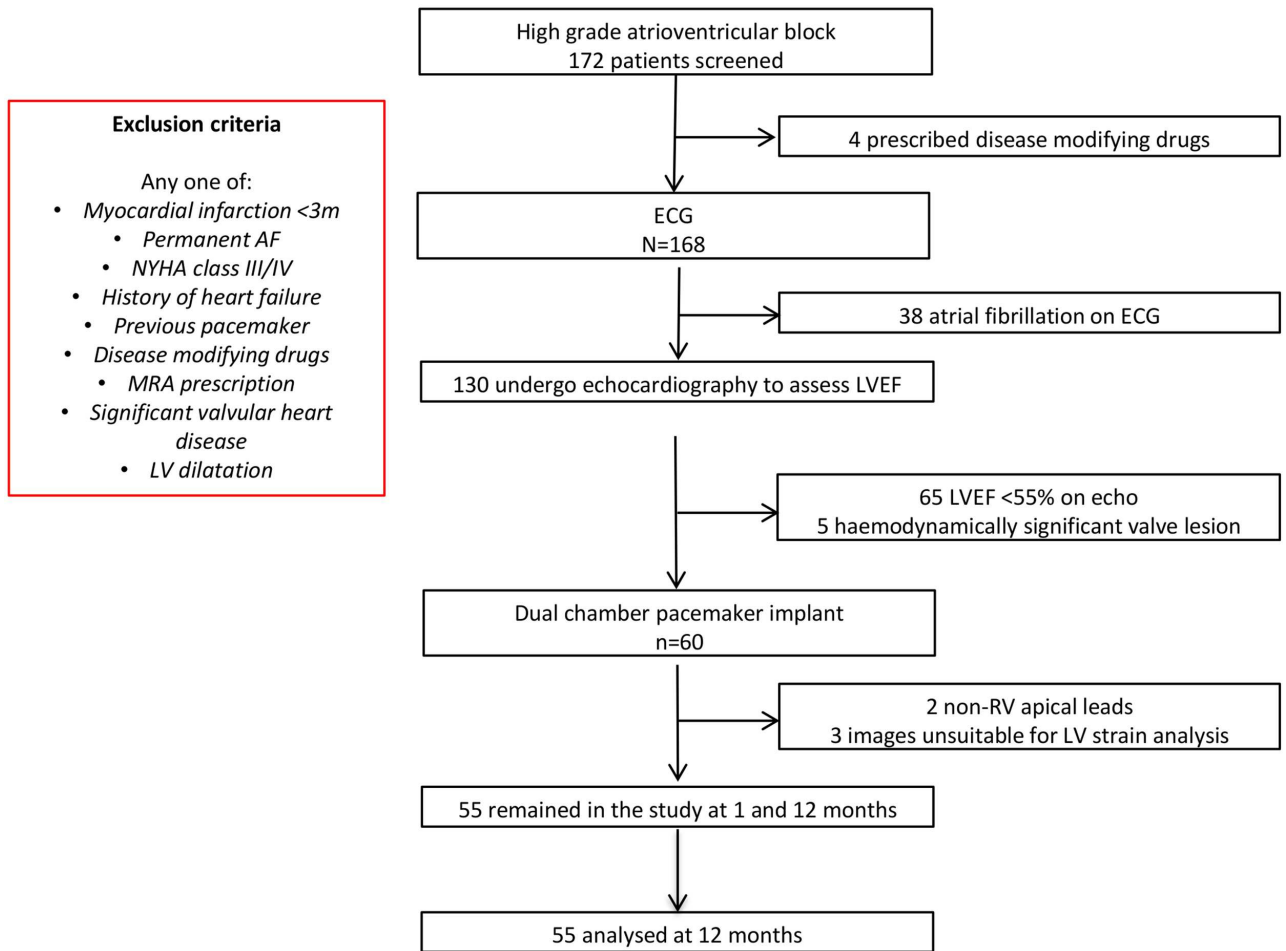 High grade atrioventricular block
172 patients screened
Exclusion criteria
Any one of:
• Myocardial infarction <3m
• Permanent AF
• NYHA class III/IV
• History of heart failure
• Previous pacemaker
• Disease modifying drugs
• MRA prescription
• Significant valvular heart
disease
• LV dilatation
4 prescribed disease modifying drugs
ECG
N=168
38 atrial fibrillation on ECG
130 undergo echocardiography to assess LVEF
65 LVEF <55% on echo
5 haemodynamically significant valve lesion
Dual chamber pacemaker implant
n=60
2 non-RV apical leads
3 images unsuitable for LV strain analysis
55 remained in the study at 1 and 12 months
55 analysed at 12 months